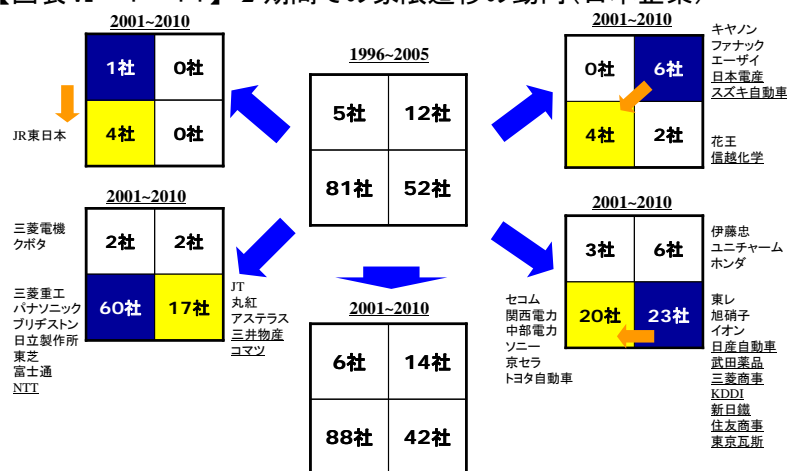 2001~2010
1社
0社
4社
0社
JR東日本
1996~2005
5社
12社
81社
52社
2001~2010
0社
6社
4社
2社
キヤノン
ファナック
エーザイ
日本電産
スズキ自動車
花王
信越化学
2001~2010
三菱電機
クボタ
2社
2社
60社
17社
三菱重工
パナソニック
ブリヂストン
日立製作所
東芝
富士通
NTT
JT
丸紅
アステラス
三井物産
コマツ
2001~2010
6社
14社
88社
42社
2001~2010
3社
6社
20社
23社
セコム
関西電力
中部電力
ソニー
京セラ
トヨタ自動車
伊藤忠
ユニチャーム
ホンダ
東レ
旭硝子
イオン
日産自動車
武田薬品
三菱商事
KDDI
新日鐵
住友商事
東京瓦斯